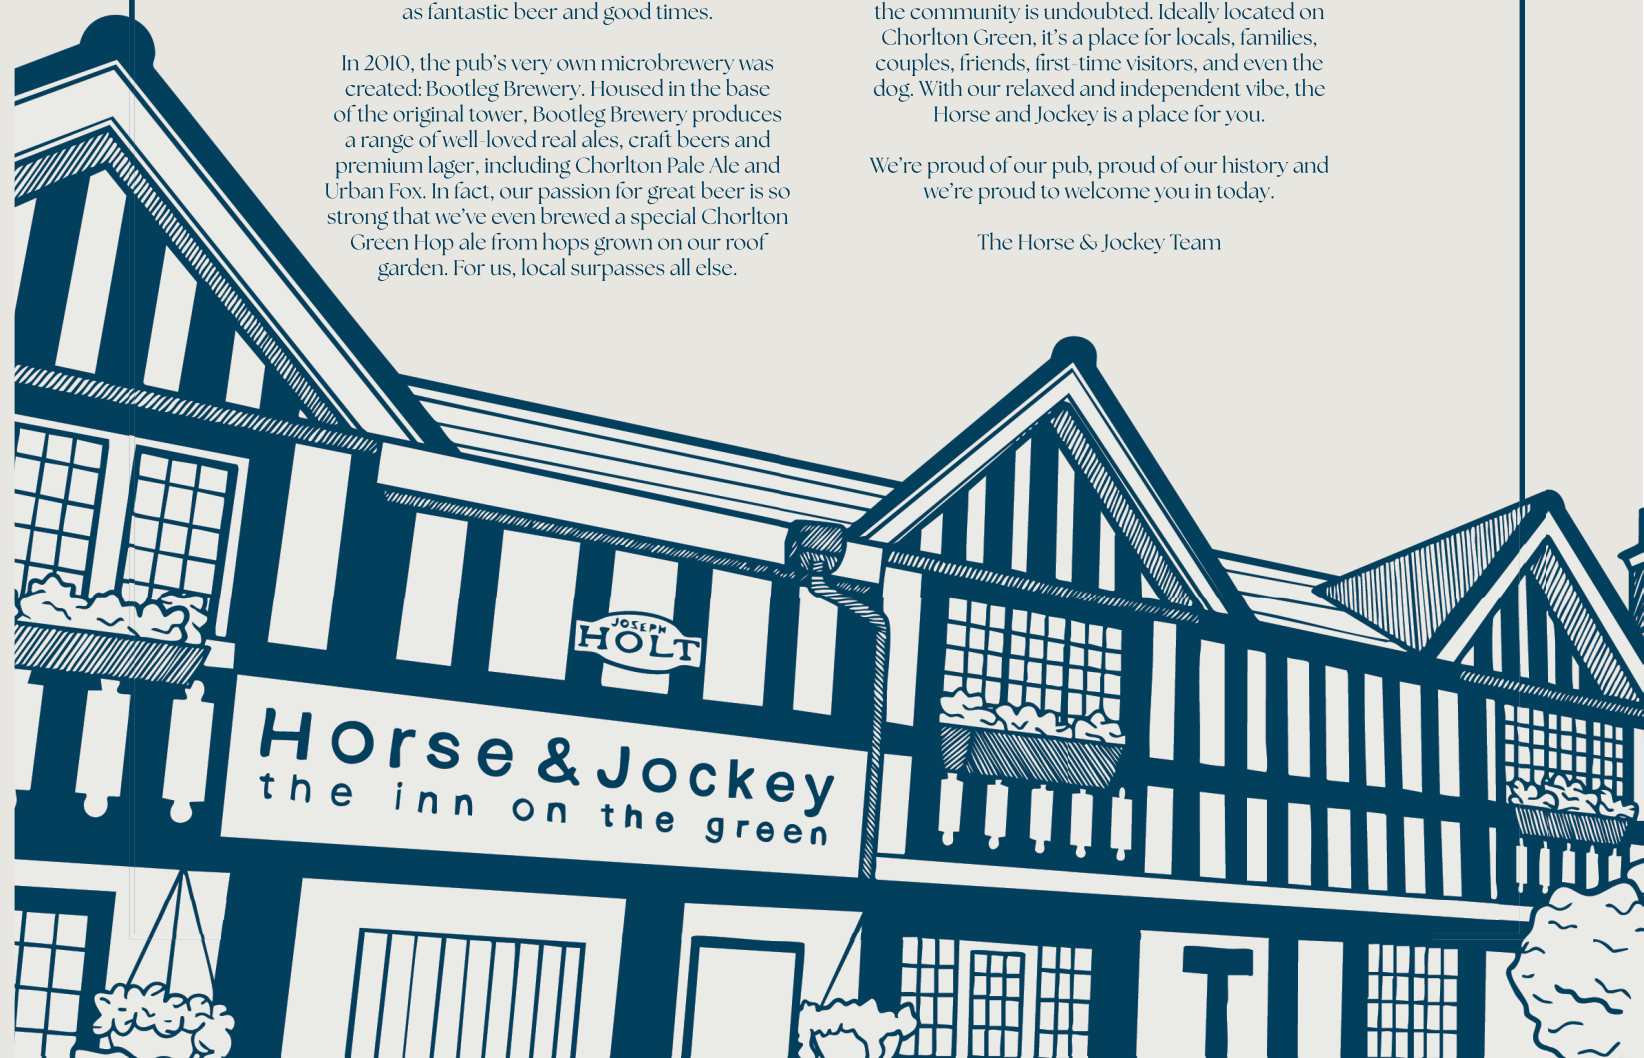 as fantastic beer and good times.
In 2010, the pub’s very own microbrewery was
created: Bootleg Brewery. Housed in the base
of the original tower, Bootleg Brewery produces
a range of well-loved real ales, craft beers and
premium lager, including Chorlton Pale Ale and
Urban Fox. In fact, our passion for great beer is so
strong that we’ve even brewed a special Chorlton
Green Hop ale from hops grown on our roof
garden. For us, local surpasses all else.
the community is undoubted. Ideally located on
Chorlton Green, it’s a place for locals, families,
couples, friends, first-time visitors, and even the
dog. With our relaxed and independent vibe, the
Horse and Jockey is a place for you.
We’re proud of our pub, proud of our history and
we’re proud to welcome you in today.
The Horse & Jockey Team
JOSEPH
HOLT
Horse & Jockey
the inn on the green